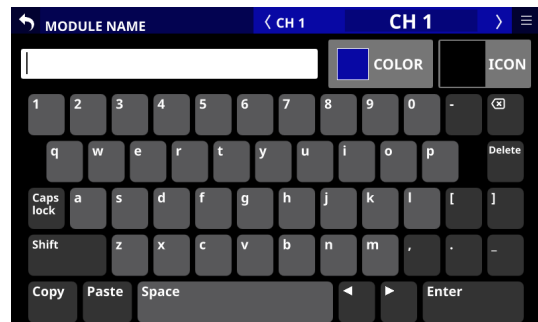 MODULE NAME 〈 CH 1 CH 1 〉 ≡
COLOR ICON
1 2 3 4 5 6 7 8 9 0 - ⌫
q w e r t y u i o p Delete
Caps lock a s d f g h j k l [ ]
Shift z x c v b n m , . _
Copy Paste Space ◀ ▶ Enter